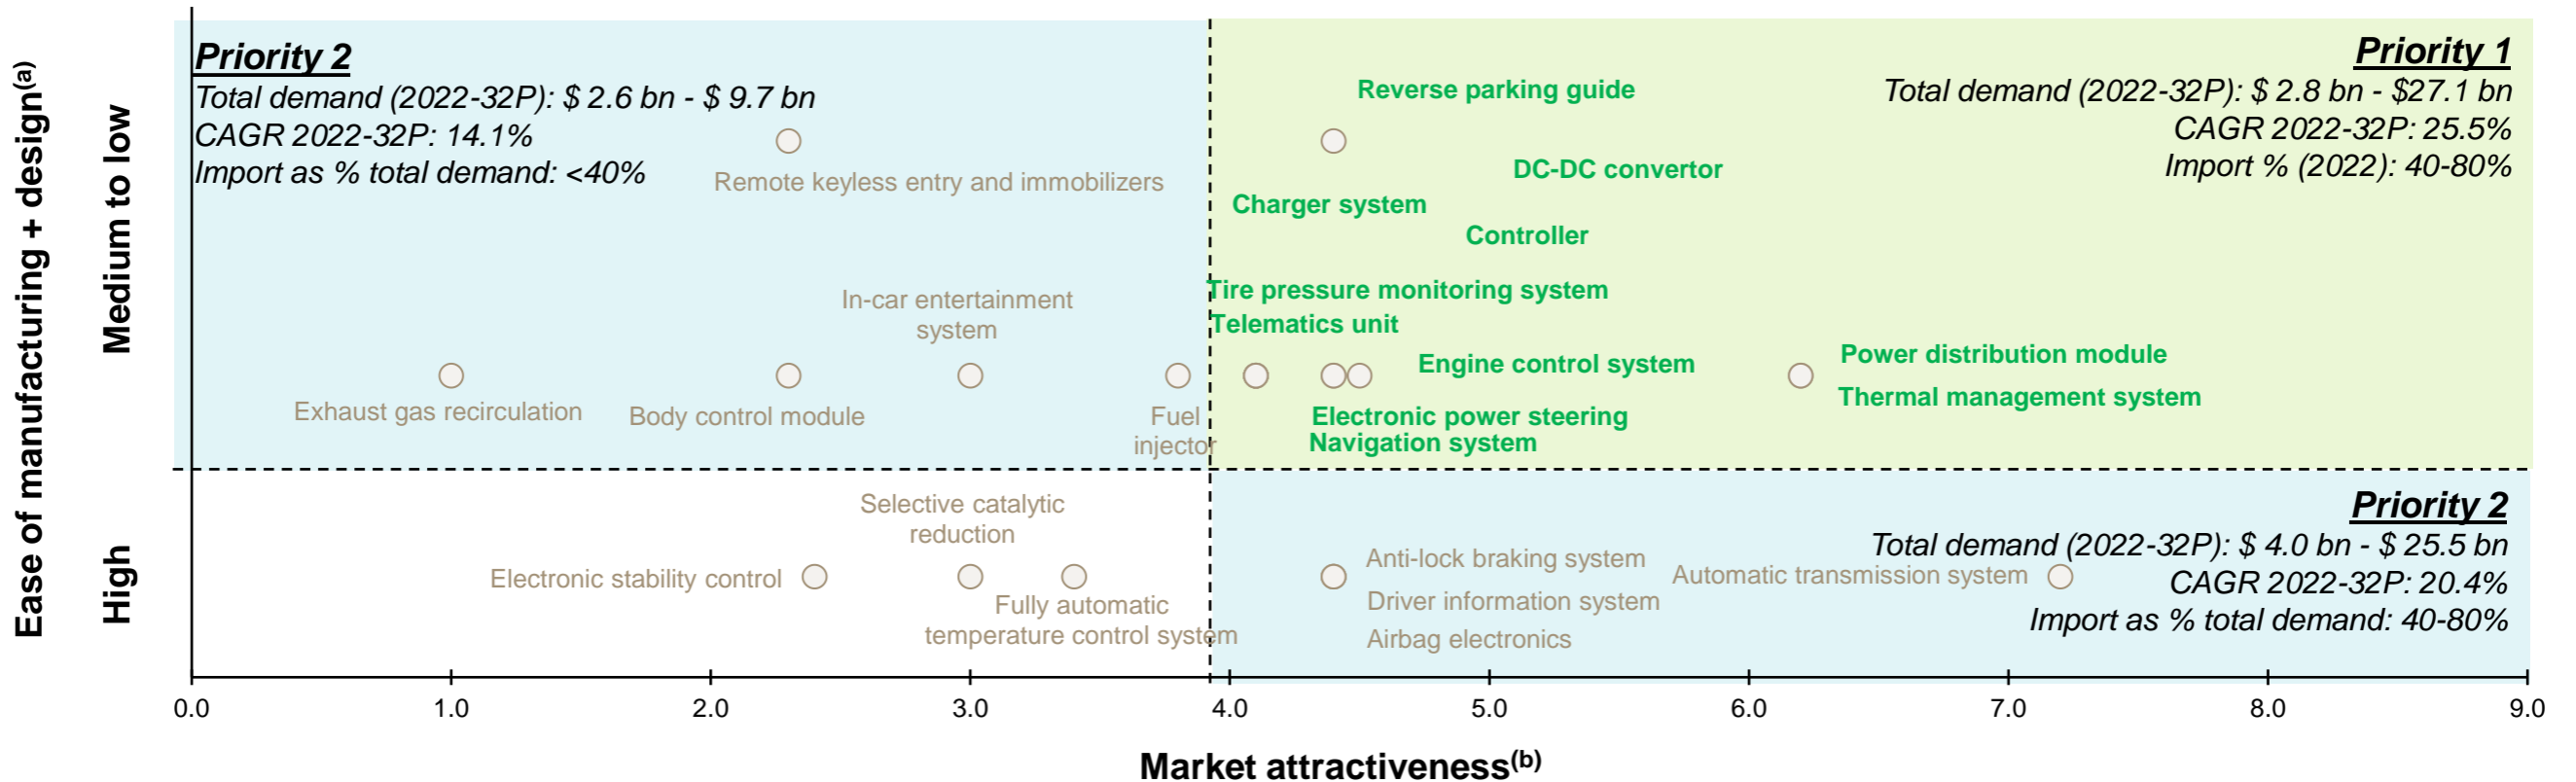 Ease of manufacturing + design(a)
Medium to low
High
Priority 2
Total demand (2022-32P): $ 2.6 bn - $ 9.7 bn
CAGR 2022-32P: 14.1%
Import as % total demand: <40%
Remote keyless entry and immobilizers
In-car entertainment
system
Exhaust gas recirculation
Body control module
Fuel
injector
Priority 1
Total demand (2022-32P): $ 2.8 bn - $27.1 bn
CAGR 2022-32P: 25.5%
Import % (2022): 40-80%
Reverse parking guide
DC-DC convertor
Charger system
Controller
Tire pressure monitoring system
Telematics unit
Engine control system
Power distribution module
Thermal management system
Electronic power steering
Navigation system
Selective catalytic
reduction
Electronic stability control
Fully automatic
temperature control system
Priority 2
Total demand (2022-32P): $ 4.0 bn - $ 25.5 bn
CAGR 2022-32P: 20.4%
Import as % total demand: 40-80%
Anti-lock braking system
Automatic transmission system
Driver information system
Airbag electronics
0.0 1.0 2.0 3.0 4.0 5.0 6.0 7.0 8.0 9.0
Market attractiveness(b)